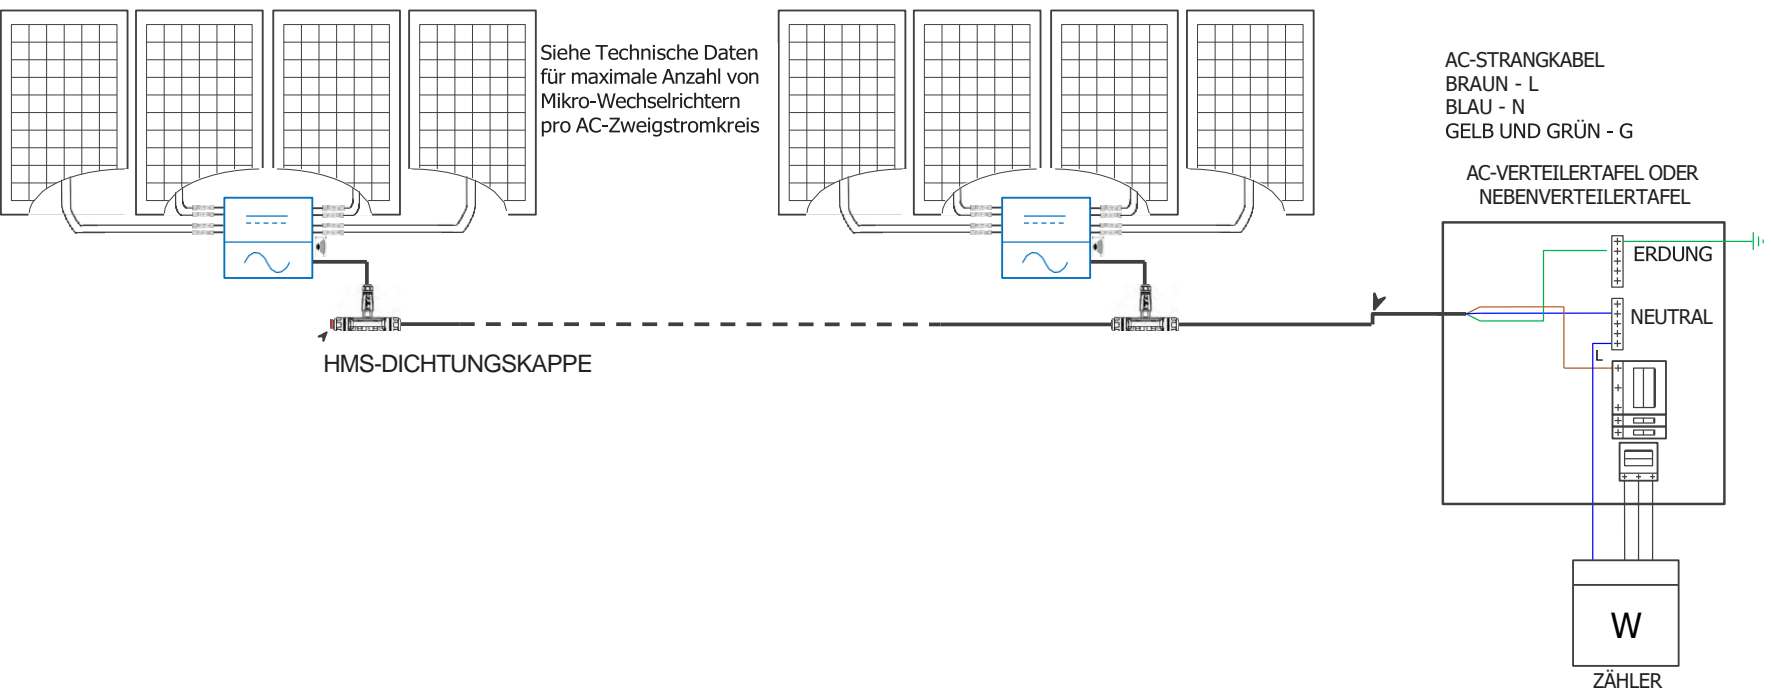 Siehe Technische Daten
für maximale Anzahl von
Mikro-Wechselrichtern
pro AC-Zweigstromkreis
AC-STRANGKABEL
BRAUN - L
BLAU - N
GELB UND GRÜN - G
AC-VERTEILERTAFEL ODER
NEBENVERTEILERTAFEL
ERDUNG
NEUTRAL
L
HMS-DICHTUNGSKAPPE
W
ZÄHLER